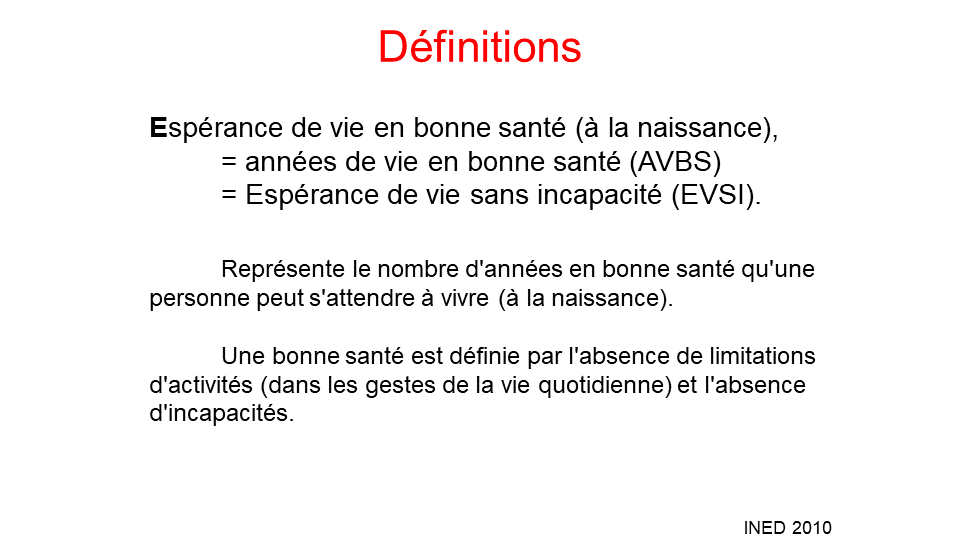 Définitions
Espérance de vie en bonne santé (à la naissance),
= années de vie en bonne santé (AVBS)
= Espérance de vie sans incapacité (EVSI).
Représente le nombre d'années en bonne santé qu'une
personne peut s'attendre à vivre (à la naissance).
Une bonne santé est définie par l'absence de limitations
d'activités (dans les gestes de la vie quotidienne) et l'absence
d'incapacités.
INED 2010